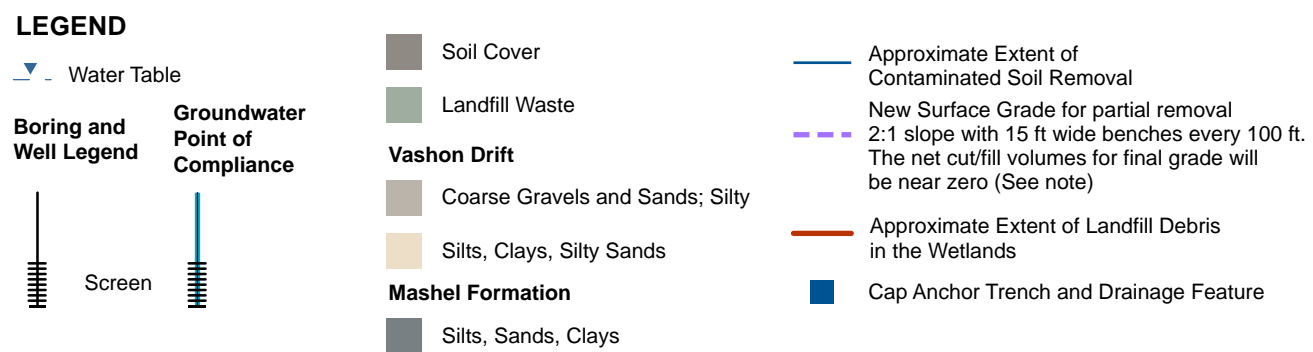 LEGEND
Water Table
Boring and
Well Legend
Groundwater
Point of
Compliance
Screen
Soil Cover
Landfill Waste
Vashon Drift
Coarse Gravels and Sands; Silty
Silts, Clays, Silty Sands
Mashel Formation
Silts, Sands, Clays
Approximate Extent of
Contaminated Soil Removal
New Surface Grade for partial removal
2:1 slope with 15 ft wide benches every 100 ft.
The net cut/fill volumes for final grade will
be near zero (See note)
Approximate Extent of Landfill Debris
in the Wetlands
Cap Anchor Trench and Drainage Feature